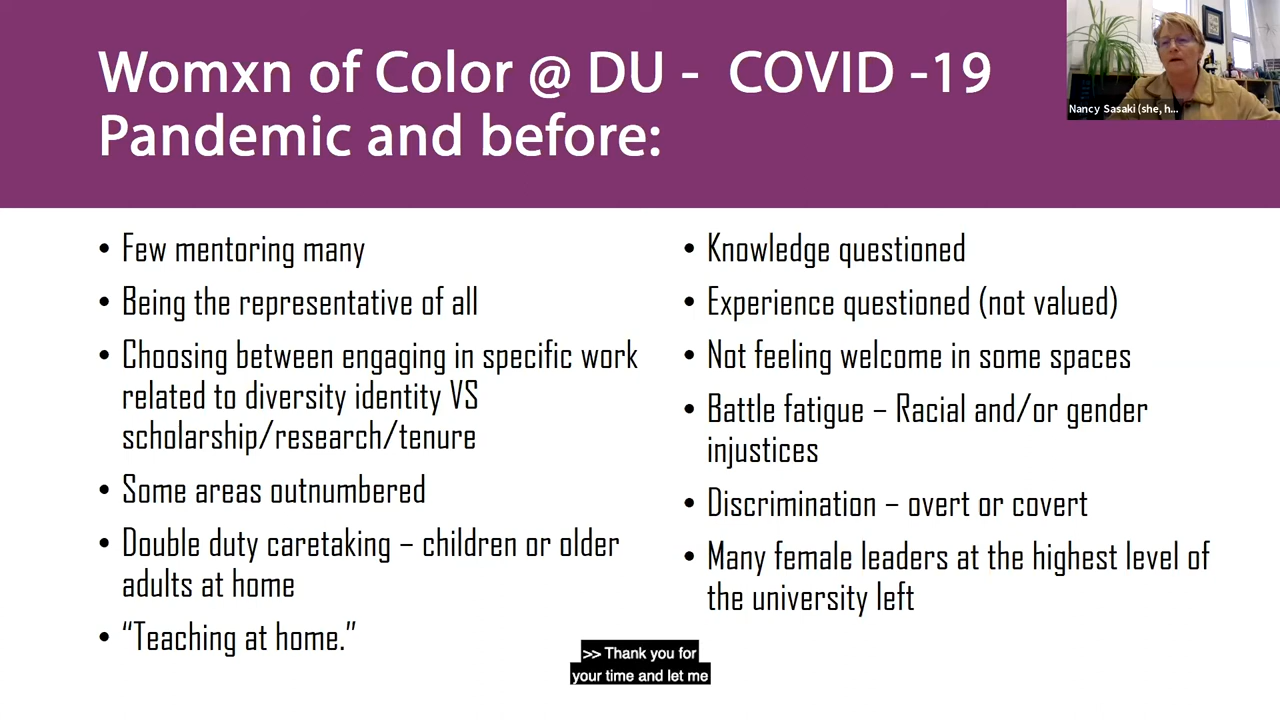 Womxn of Color @ DU - COVID -19
Pandemic and before:
Nancy Sasaki (she, h...
• Few mentoring many
• Being the representative of all
• Choosing between engaging in specific work
related to diversity identity VS
scholarship/research/tenure
• Some areas outnumbered
• Double duty caretaking – children or older
adults at home
• “Teaching at home.”
• Knowledge questioned
• Experience questioned (not valued)
• Not feeling welcome in some spaces
• Battle fatigue – Racial and/or gender
injustices
• Discrimination – overt or covert
• Many female leaders at the highest level of
the university left
>> Thank you for
your time and let me